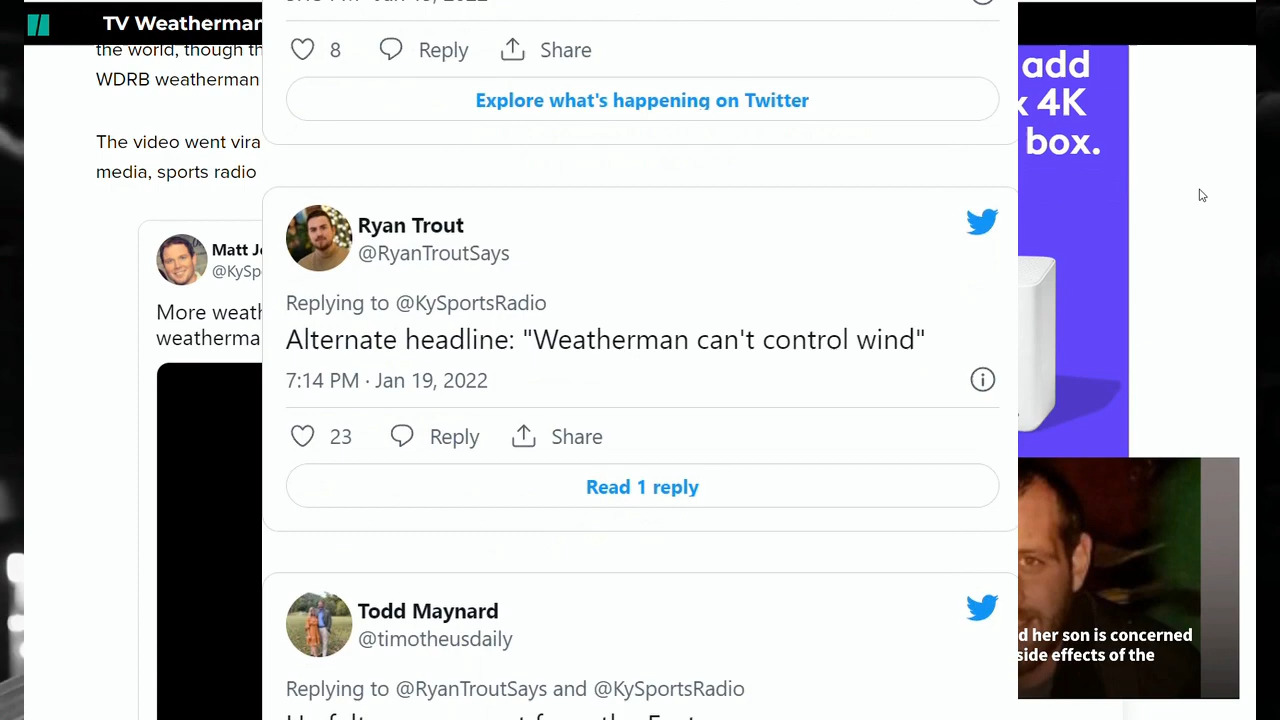 TV Weatherman
the world, though th
WDRB weatherman
The video went vira
media, sports radio
Matt Jo
@KySp
More weath
weatherma
8 Reply Share
Explore what's happening on Twitter
Ryan Trout
@RyanTroutSays
Replying to @KySportsRadio
Alternate headline: "Weatherman can't control wind"
7:14 PM · Jan 19, 2022
23 Reply Share
Read 1 reply
Todd Maynard
@timotheusdaily
Replying to @RyanTroutSays and @KySportsRadio
add
x 4K
box.
d her son is concerned
side effects of the